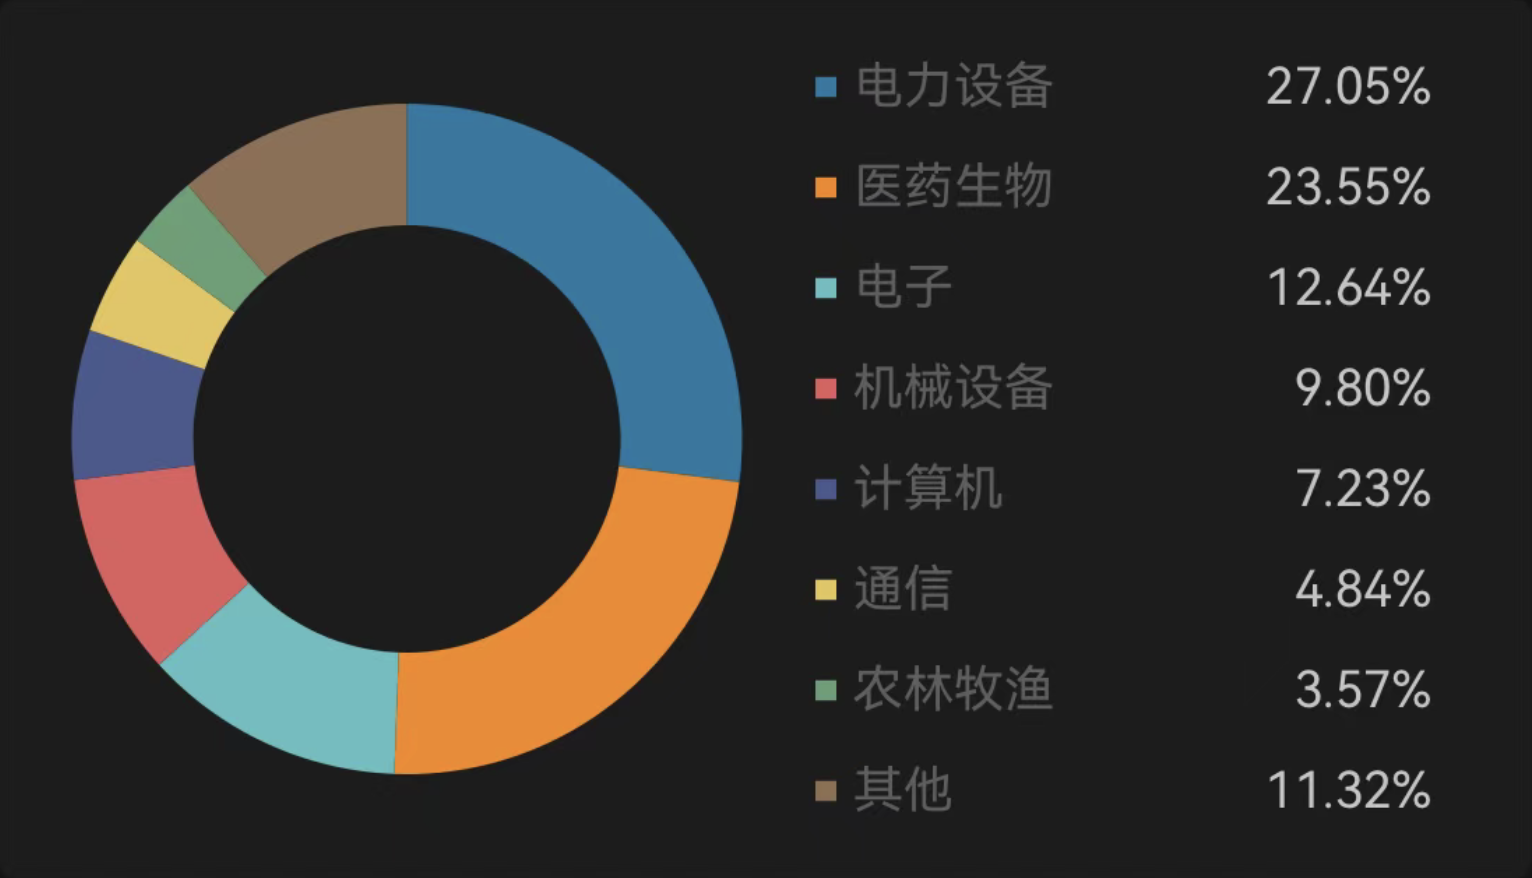 电力设备 27.05%
医药生物 23.55%
电子 12.64%
机械设备 9.80%
计算机 7.23%
通信 4.84%
农林牧渔 3.57%
其他 11.32%